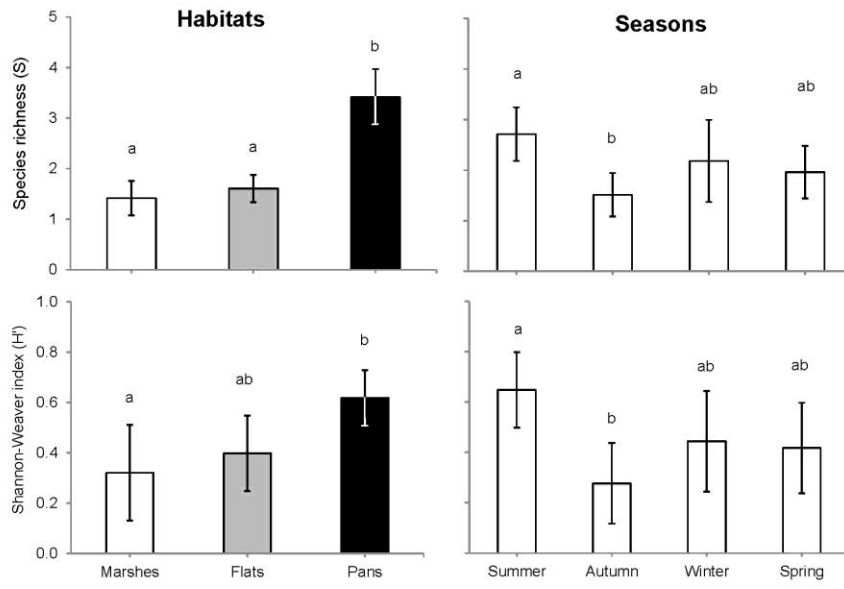 Habitats
Seasons
Species richness (S)
5
4
3
2
1
0
a
a
b
a
b
ab
ab
Shannon-Weaver index (H')
1.0
0.8
0.6
0.4
0.2
0.0
a
ab
b
a
b
ab
ab
Marshes Flats Pans
Summer Autumn Winter Spring